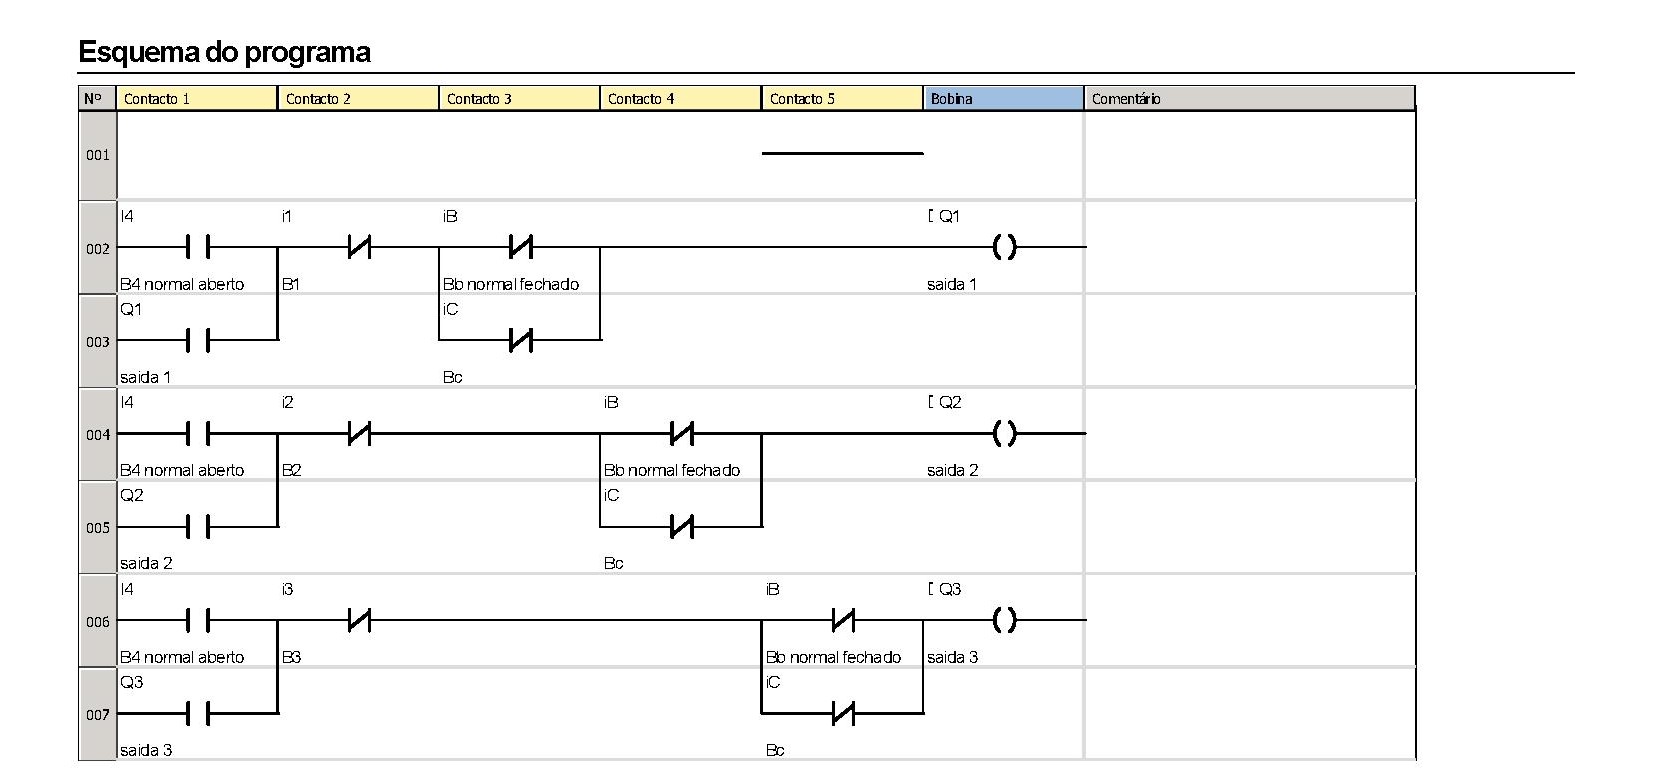 Esquema do programa
Nº Contacto 1 Contacto 2 Contacto 3 Contacto 4 Contacto 5 Bobina Comentário
001
I4 i1 iB [ Q1
002
B4 normal aberto B1 Bb normal fechado saida 1
Q1 iC
003
saida 1 Bc
I4 i2 iB [ Q2
004
B4 normal aberto B2 Bb normal fechado saida 2
Q2 iC
005
saida 2 Bc
I4 i3 iB [ Q3
006
B4 normal aberto B3 Bb normal fechado saida 3
Q3 iC
007
saida 3 Bc